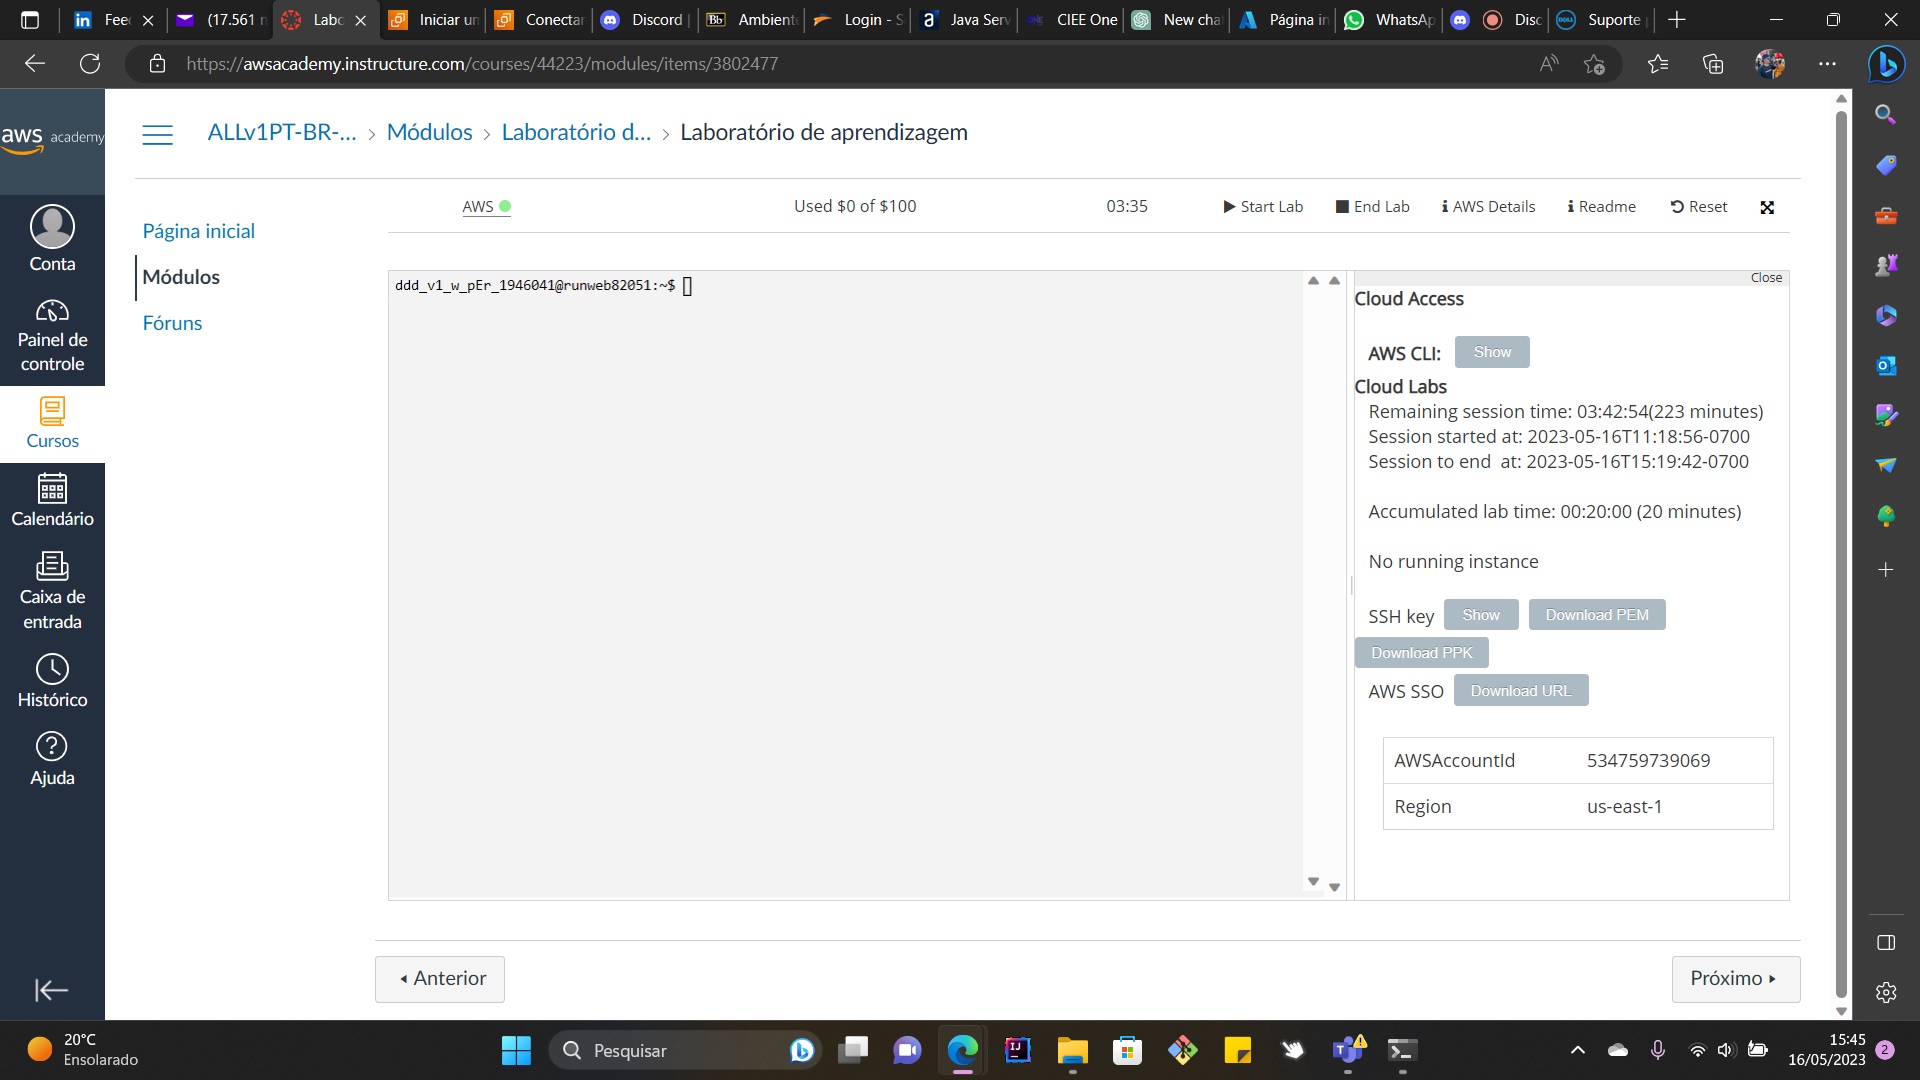 Feed
(17.561 n
Labo
Iniciar un
Conectar
Discord |
Bb
Ambient
Login - S
a
Java Serv
CIEE One
New chat
Página in
WhatsAp
Disc
Suporte
https://awsacademy.instructure.com/courses/44223/modules/items/3802477
aws academy
ALLv1PT-BR-... > Módulos > Laboratório d... > Laboratório de aprendizagem
AWS
Used $0 of $100
03:35
Start Lab
End Lab
AWS Details
Readme
Reset
Página inicial
Módulos
Fóruns
Conta
Painel de
controle
Cursos
Calendário
Caixa de
entrada
Histórico
Ajuda
ddd_v1_w_pEr_1946041@runweb82051:~$
Close
Cloud Access
AWS CLI: Show
Cloud Labs
Remaining session time: 03:42:54(223 minutes)
Session started at: 2023-05-16T11:18:56-0700
Session to end at: 2023-05-16T15:19:42-0700
Accumulated lab time: 00:20:00 (20 minutes)
No running instance
SSH key Show Download PEM
Download PPK
AWS SSO Download URL
AWSAccountId 534759739069
Region us-east-1
Anterior
Próximo
20°C
Ensolarado
Pesquisar
15:45
16/05/2023
2